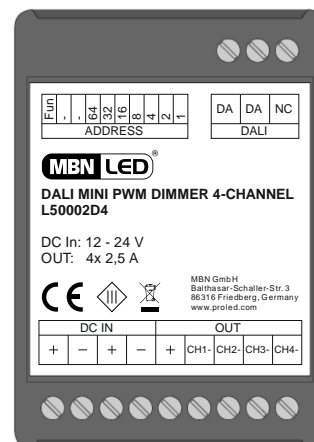 Fun - - 64 32 16 8 4 2 1
ADDRESS
DA DA NC
DALI
MBN LED®
DALI MINI PWM DIMMER 4-CHANNEL
L50002D4
DC In: 12 - 24 V
OUT: 4x 2,5 A
MBN GmbH
Balthasar-Schaller-Str. 3
86316 Friedberg, Germany
www.proled.com
CE III
DC IN OUT
+ − + − + CH1- CH2- CH3- CH4-